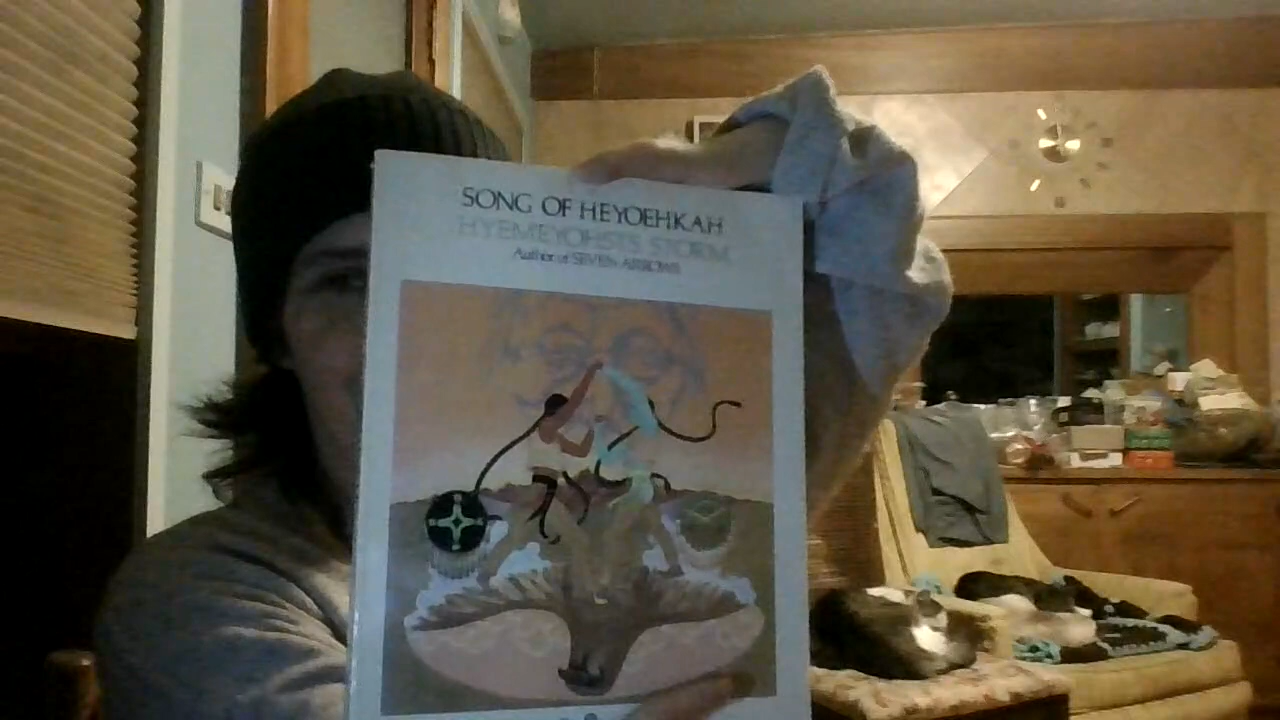 SONG OF HEYOEHKAH
HYEMEYOHSTS STORM
Author of SEVEN ARROWS